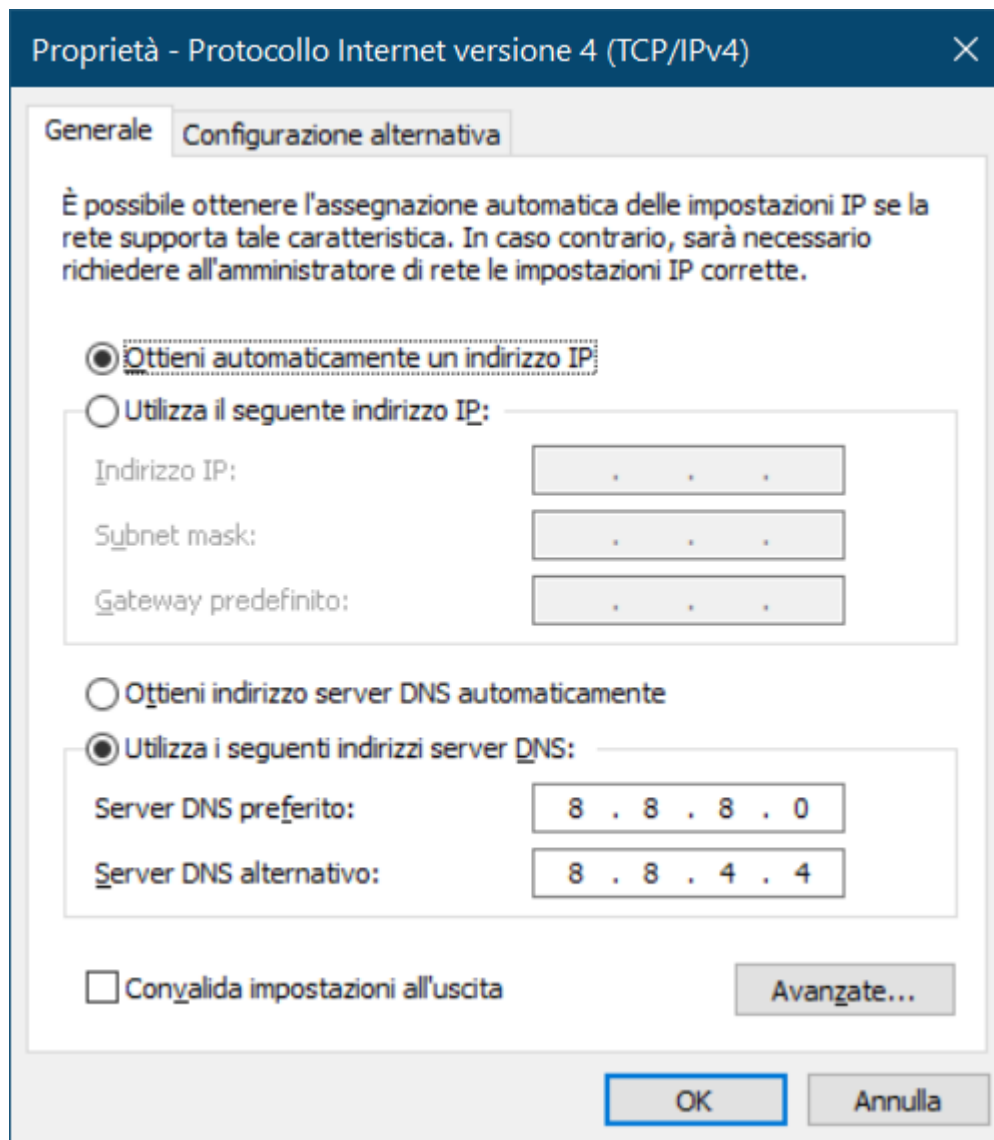 Proprietà - Protocollo Internet versione 4 (TCP/IPv4)
Generale
Configurazione alternativa
È possibile ottenere l'assegnazione automatica delle impostazioni IP se la
rete supporta tale caratteristica. In caso contrario, sarà necessario
richiedere all'amministratore di rete le impostazioni IP corrette.
Ottieni automaticamente un indirizzo IP
Utilizza il seguente indirizzo IP:
Indirizzo IP: . . .
Subnet mask: . . .
Gateway predefinito: . . .
Ottieni indirizzo server DNS automaticamente
Utilizza i seguenti indirizzi server DNS:
Server DNS preferito: 8 . 8 . 8 . 0
Server DNS alternativo: 8 . 8 . 4 . 4
Convalida impostazioni all'uscita
Avanzate...
OK
Annulla